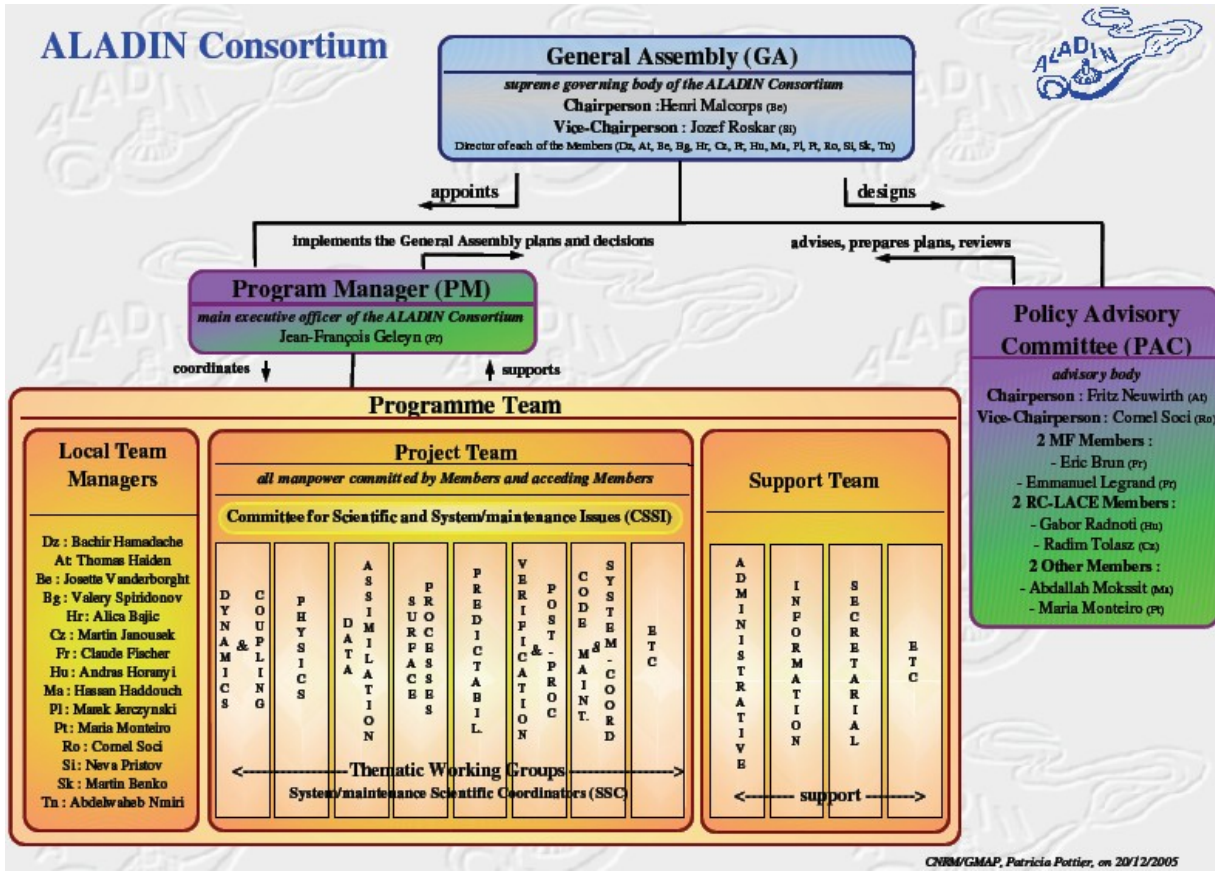 ALADIN Consortium
General Assembly (GA)
supreme governing body of the ALADIN Consortium
Chairperson :Henri Malcorps (Be)
Vice-Chairperson : Jozef Roskar (Si)
Director of each of the Members (Dz, At, Be, Bg, Hr, Cz, Fr, Hu, Ma, Pl, Pt, Ro, Si, Sk, Tn)
ALADIN
appoints
designs
implements the General Assembly plans and decisions
advises, prepares plans, reviews
Program Manager (PM)
main executive officer of the ALADIN Consortium
Jean-François Geleyn (Fr)
coordinates
supports
Policy Advisory
Committee (PAC)
advisory body
Chairperson : Fritz Neuwirth (At)
Vice-Chairperson : Cornel Soci (Ro)
2 MF Members :
- Eric Brun (Fr)
- Emmanuel Legrand (Fr)
2 RC-LACE Members :
- Gabor Radnoti (Hu)
- Radim Tolasz (Cz)
2 Other Members :
- Abdallah Mokssit (Ma)
- Maria Monteiro (Pt)
Programme Team
Local Team
Managers
Dz : Bachir Hamadache
At: Thomas Haiden
Be : Josette Vanderborght
Bg : Valery Spiridonov
Hr : Alica Bajic
Cz : Martin Janousek
Fr : Claude Fischer
Hu : Andras Horanyi
Ma : Hassan Haddouch
Pl : Marek Jerczynski
Pt : Maria Monteiro
Ro : Cornel Soci
Si : Neva Pristov
Sk : Martin Benko
Tn : Abdelwaheb Nmiri
Project Team
all manpower committed by Members and acceding Members
Committee for Scientific and System/maintenance Issues (CSSI)
DYNAMICS
&
COUPLING
PHYSICS
DATA
ASSIMILATION
SURFACE
PROCESSES
PREDICTABIL.
VERIFICATION
&
POST-PROC
CODE MAINT.
&
SYSTEM-COORD
ETC
Thematic Working Groups
System/maintenance Scientific Coordinators (SSC)
Support Team
ADMINISTRATIVE
INFORMATION
SECRETARIAL
ETC
support
CNRM/GMAP, Patricia Pottier, on 20/12/2005